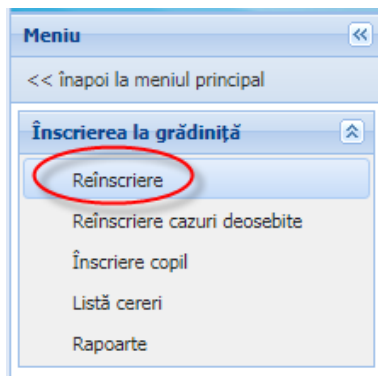 Meniu
<< înapoi la meniul principal
Înscrierea la grădiniță
Reînscriere
Reînscriere cazuri deosebite
Înscriere copil
Listă cereri
Rapoarte